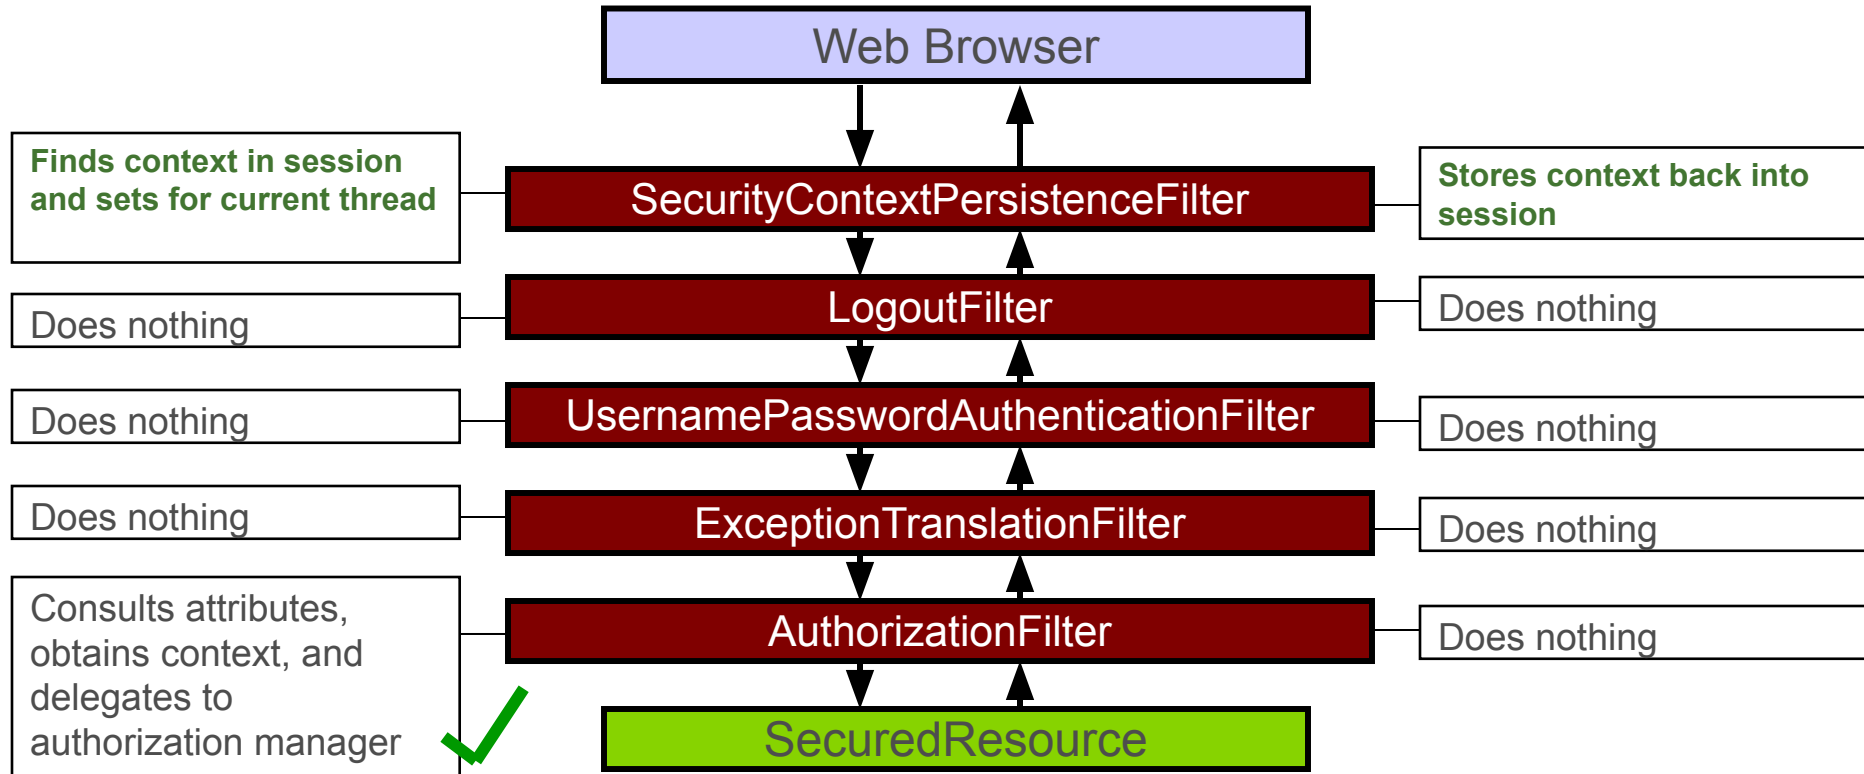 Web Browser
Finds context in session
and sets for current thread
SecurityContextPersistenceFilter
Stores context back into
session
Does nothing
LogoutFilter
Does nothing
Does nothing
UsernamePasswordAuthenticationFilter
Does nothing
Does nothing
ExceptionTranslationFilter
Does nothing
Consults attributes,
obtains context, and
delegates to
authorization manager
AuthorizationFilter
Does nothing
SecuredResource